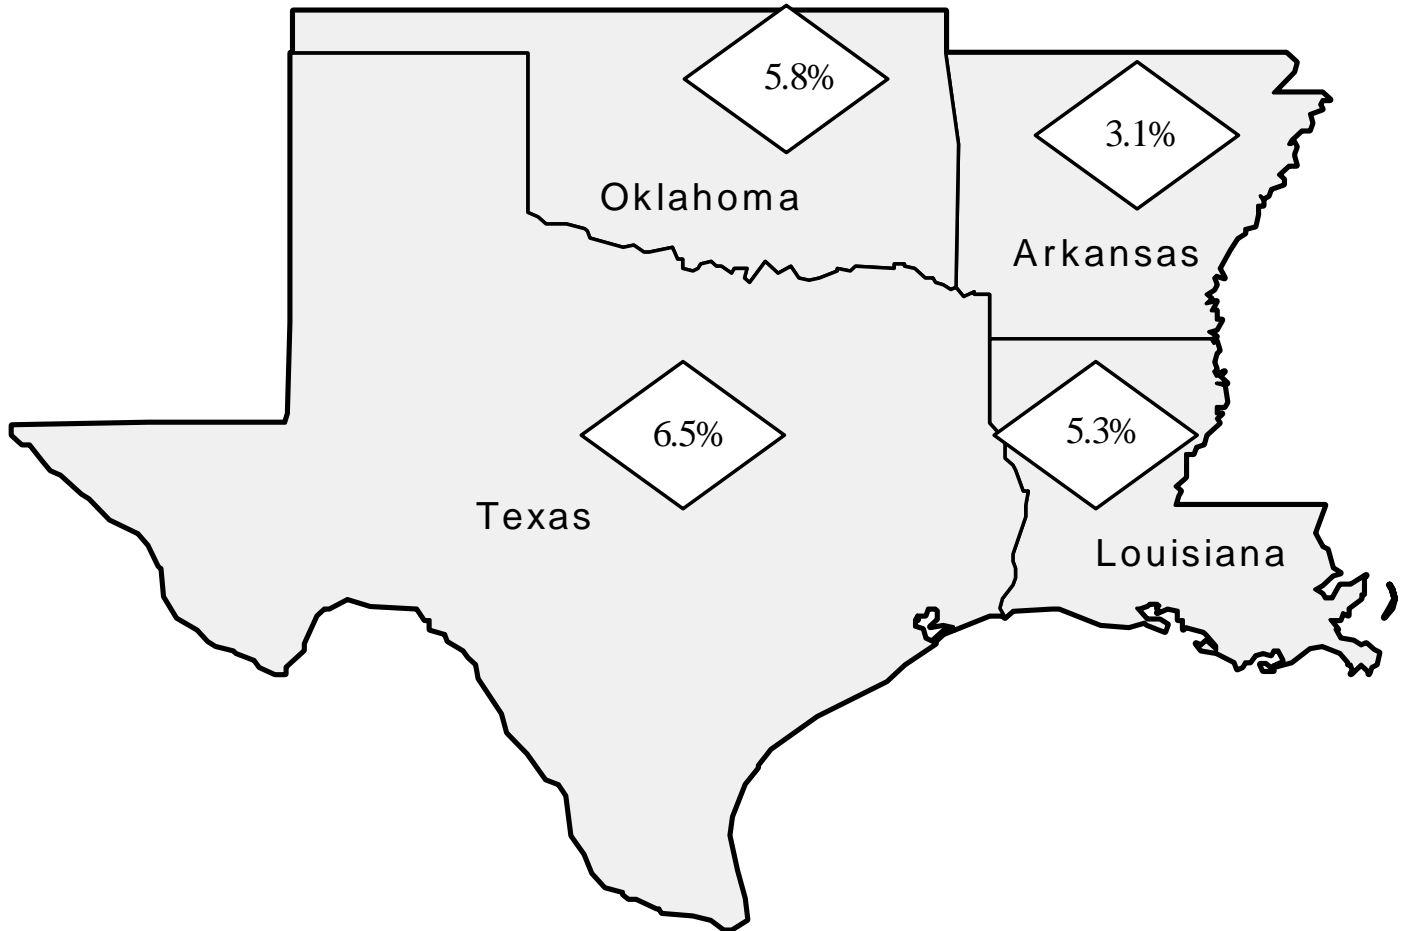 5.8%
3.1%
Oklahoma
Arkansas
6.5%
5.3%
Texas
Louisiana